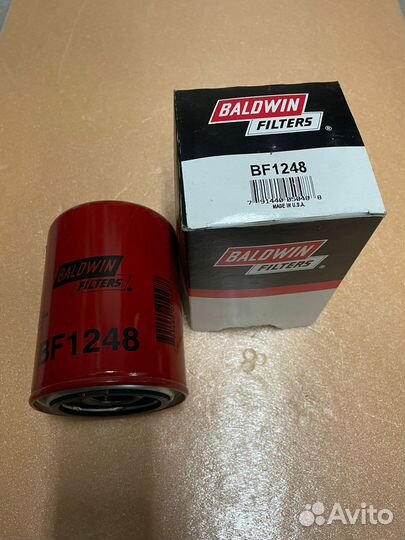 BALDWIN
FILTERS
®
BF1248
MADE IN U.S.A.
BALDWIN
FILTERS
®
BALDWIN
FILTERS
®
BF1248
Avito